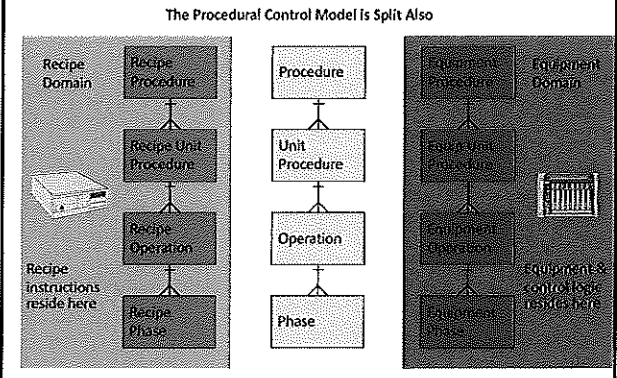 The Procedural Control Model is Split Also
Recipe
Domain
Recipe
Procedure
Recipe Unit
Procedure
Recipe
Operation
Recipe
Phase
Recipe
instructions
reside here
Procedure
Unit
Procedure
Operation
Phase
Equipment
Procedure
Equip Unit
Procedure
Equipment
Operation
Equipment
Phase
Equipment
Domain
Equipment &
control logic
resides here